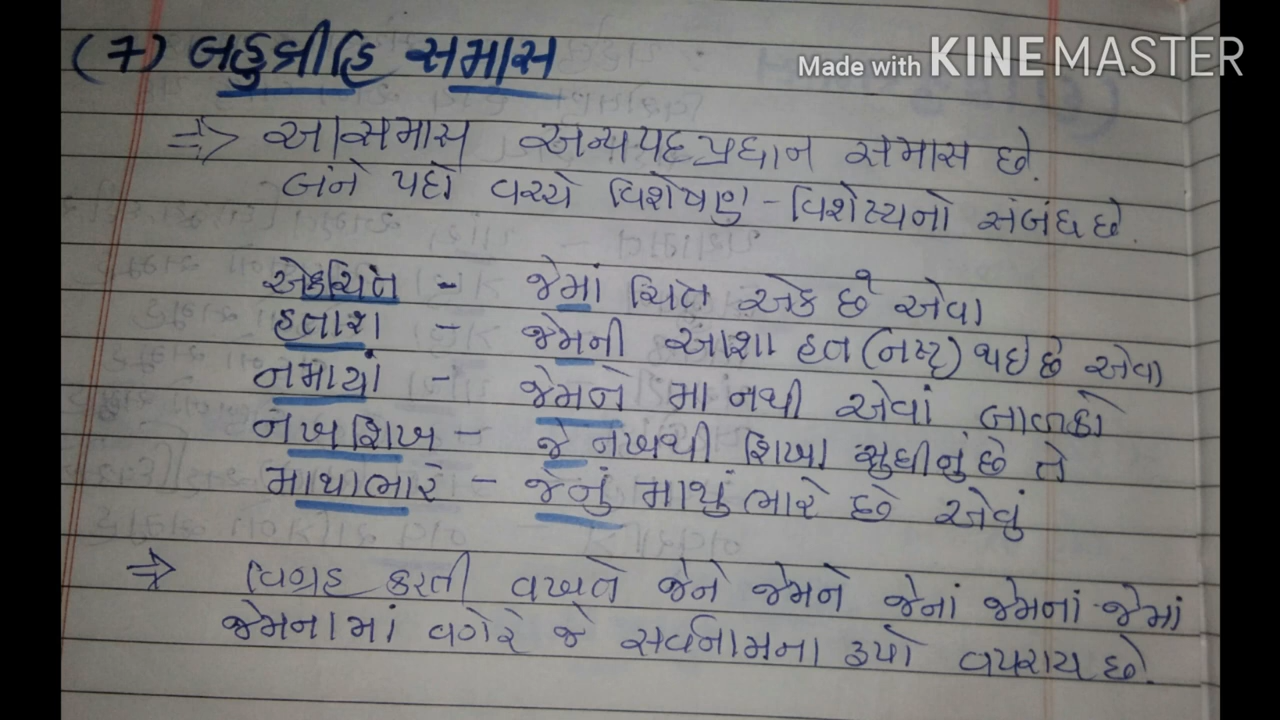 Made with KINEMASTER
(7) બહુવ્રીહિ સમાસ
⇒ આ સમાસ અન્યપદપ્રધાન સમાસ છે.
બંને પદો વચ્ચે વિશેષણ - વિશેષ્યનો સંબંધ છે.
એકચિત્ત - જેમાં ચિત્ત એક છે એવા
હતાશ - જેમની આશા હત (નષ્ટ) થઈ છે એવા
નમાયાં - જેમને મા નથી એવાં બાળકો
નખશિખ - જે નખથી શિખા સુધીનું છે તે
માથાભારે - જેનું માથું ભારે છે એવું
⇒ વિગ્રહ કરતી વખતે જેને જેમને જેનાં જેમનાં જેમાં
જેમનામાં વગેરે જે સર્વનામના રૂપો વપરાય છે.